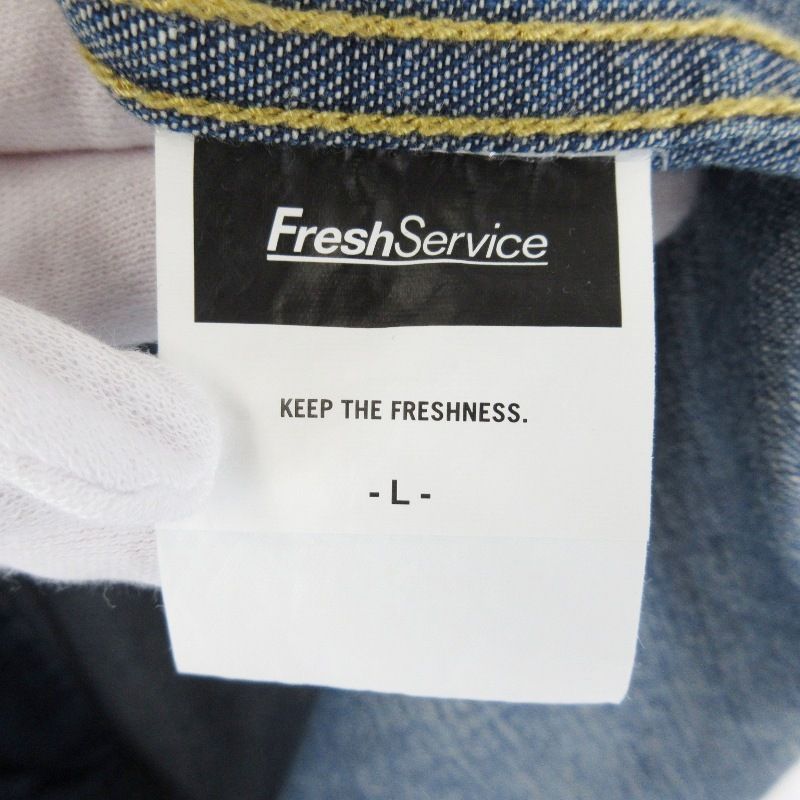 FreshService
KEEP THE FRESHNESS.
- L -